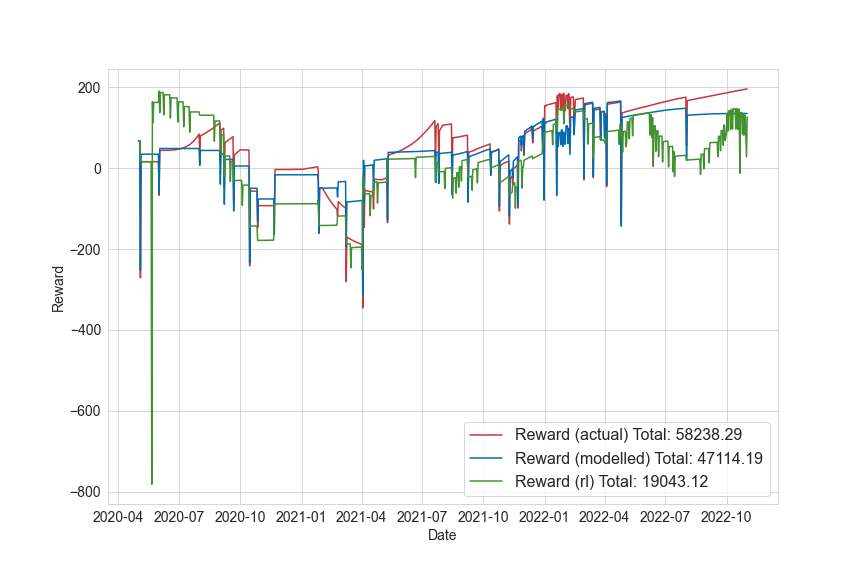 200
0
−200
−400
−600
−800
Reward
Reward (actual) Total: 58238.29
Reward (modelled) Total: 47114.19
Reward (rl) Total: 19043.12
2020-04 2020-07 2020-10 2021-01 2021-04 2021-07 2021-10 2022-01 2022-04 2022-07 2022-10
Date